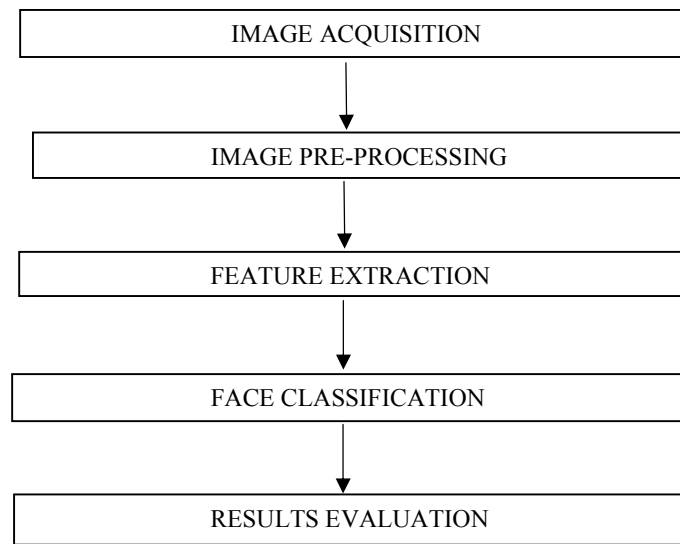 IMAGE ACQUISITION
IMAGE PRE-PROCESSING
FEATURE EXTRACTION
FACE CLASSIFICATION
RESULTS EVALUATION